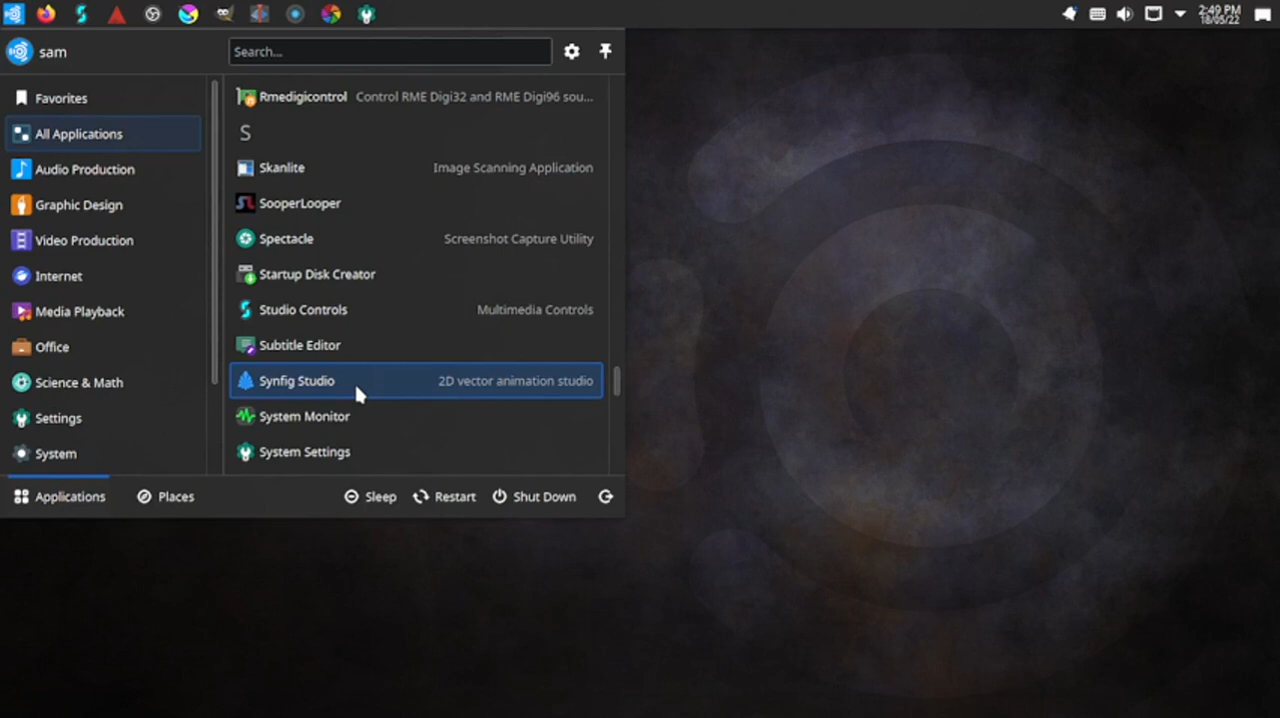 2:49 PM
18/05/22
sam
Search...
Favorites
All Applications
Audio Production
Graphic Design
Video Production
Internet
Media Playback
Office
Science & Math
Settings
System
Rmedigicontrol Control RME Digi32 and RME Digi96 sou...
S
Skanlite Image Scanning Application
SooperLooper
Spectacle Screenshot Capture Utility
Startup Disk Creator
Studio Controls Multimedia Controls
Subtitle Editor
Synfig Studio 2D vector animation studio
System Monitor
System Settings
Applications Places Sleep Restart Shut Down